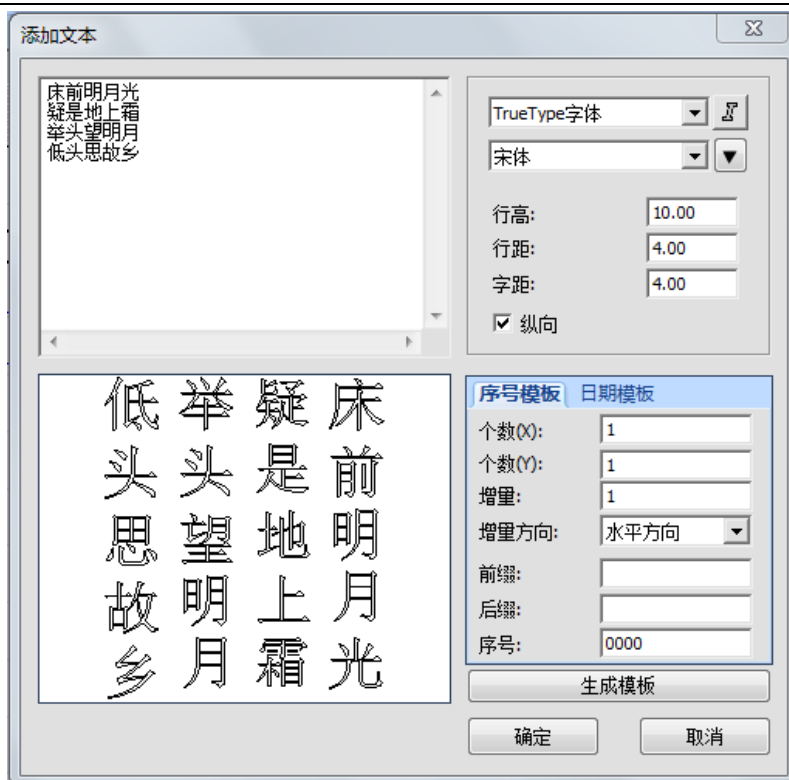 添加文本
床前明月光
疑是地上霜
举头望明月
低头思故乡
TrueType字体
宋体
行高: 10.00
行距: 4.00
字距: 4.00
纵向
床前明月光
疑是地上霜
举头望明月
低头思故乡
序号模板 日期模板
个数(X): 1
个数(Y): 1
增量: 1
增量方向: 水平方向
前缀:
后缀:
序号: 0000
生成模板
确定 取消